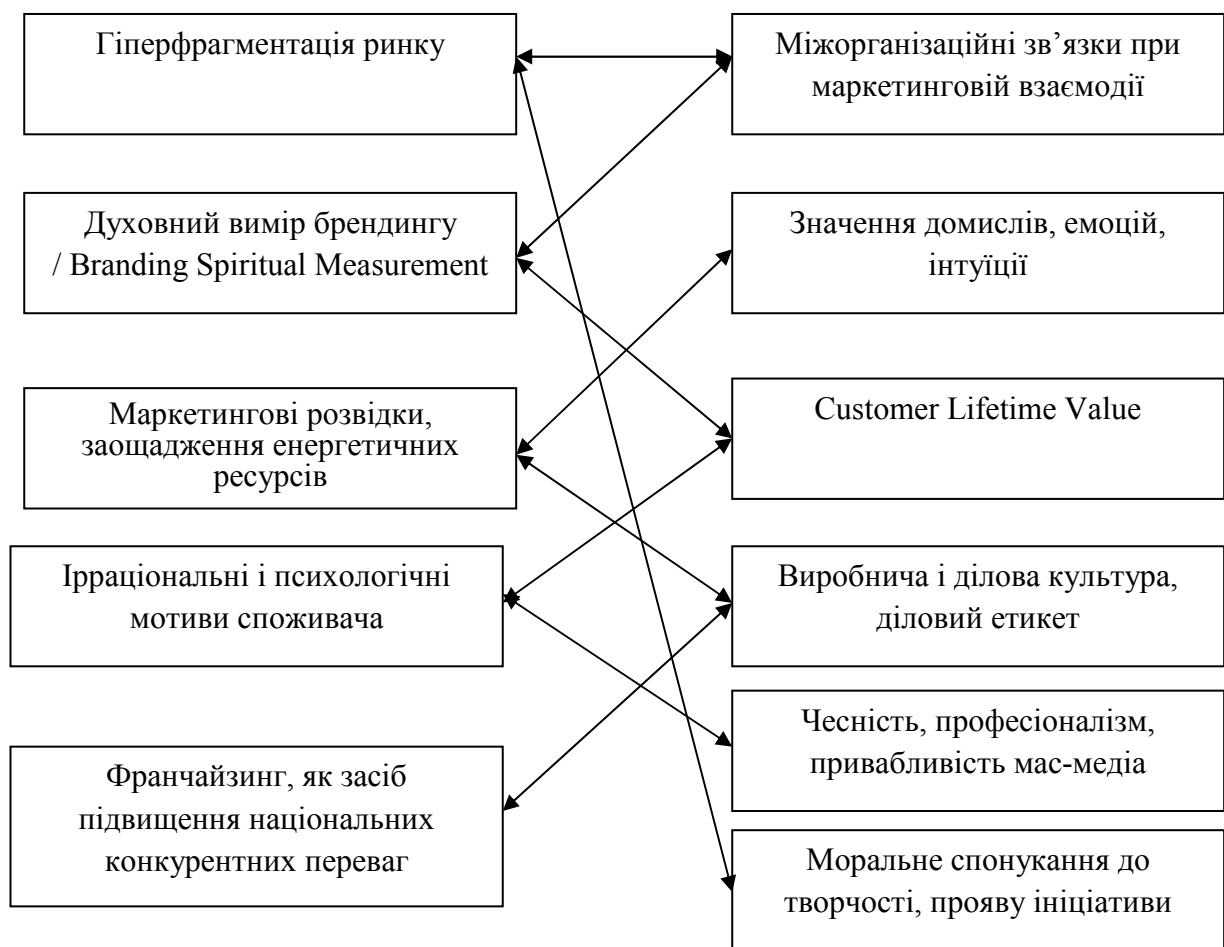 Гіперфрагментація ринку
Міжорганізаційні зв’язки при
маркетинговій взаємодії
Духовний вимір брендингу
/ Branding Spiritual Measurement
Значення домислів, емоцій,
інтуїції
Маркетингові розвідки,
заощадження енергетичних
ресурсів
Customer Lifetime Value
Ірраціональні і психологічні
мотиви споживача
Виробнича і ділова культура,
діловий етикет
Чесність, професіоналізм,
привабливість мас-медіа
Франчайзинг, як засіб
підвищення національних
конкурентних переваг
Моральне спонукання до
творчості, прояву ініціативи